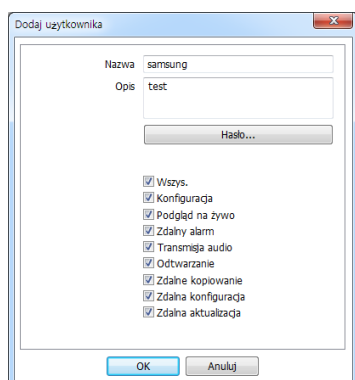 Dodaj użytkownika
Nazwa samsung
Opis test
Hasło...
Wszys.
Konfiguracja
Podgląd na żywo
Zdalny alarm
Transmisja audio
Odtwarzanie
Zdalne kopiowanie
Zdalna konfiguracja
Zdalna aktualizacja
OK Anuluj